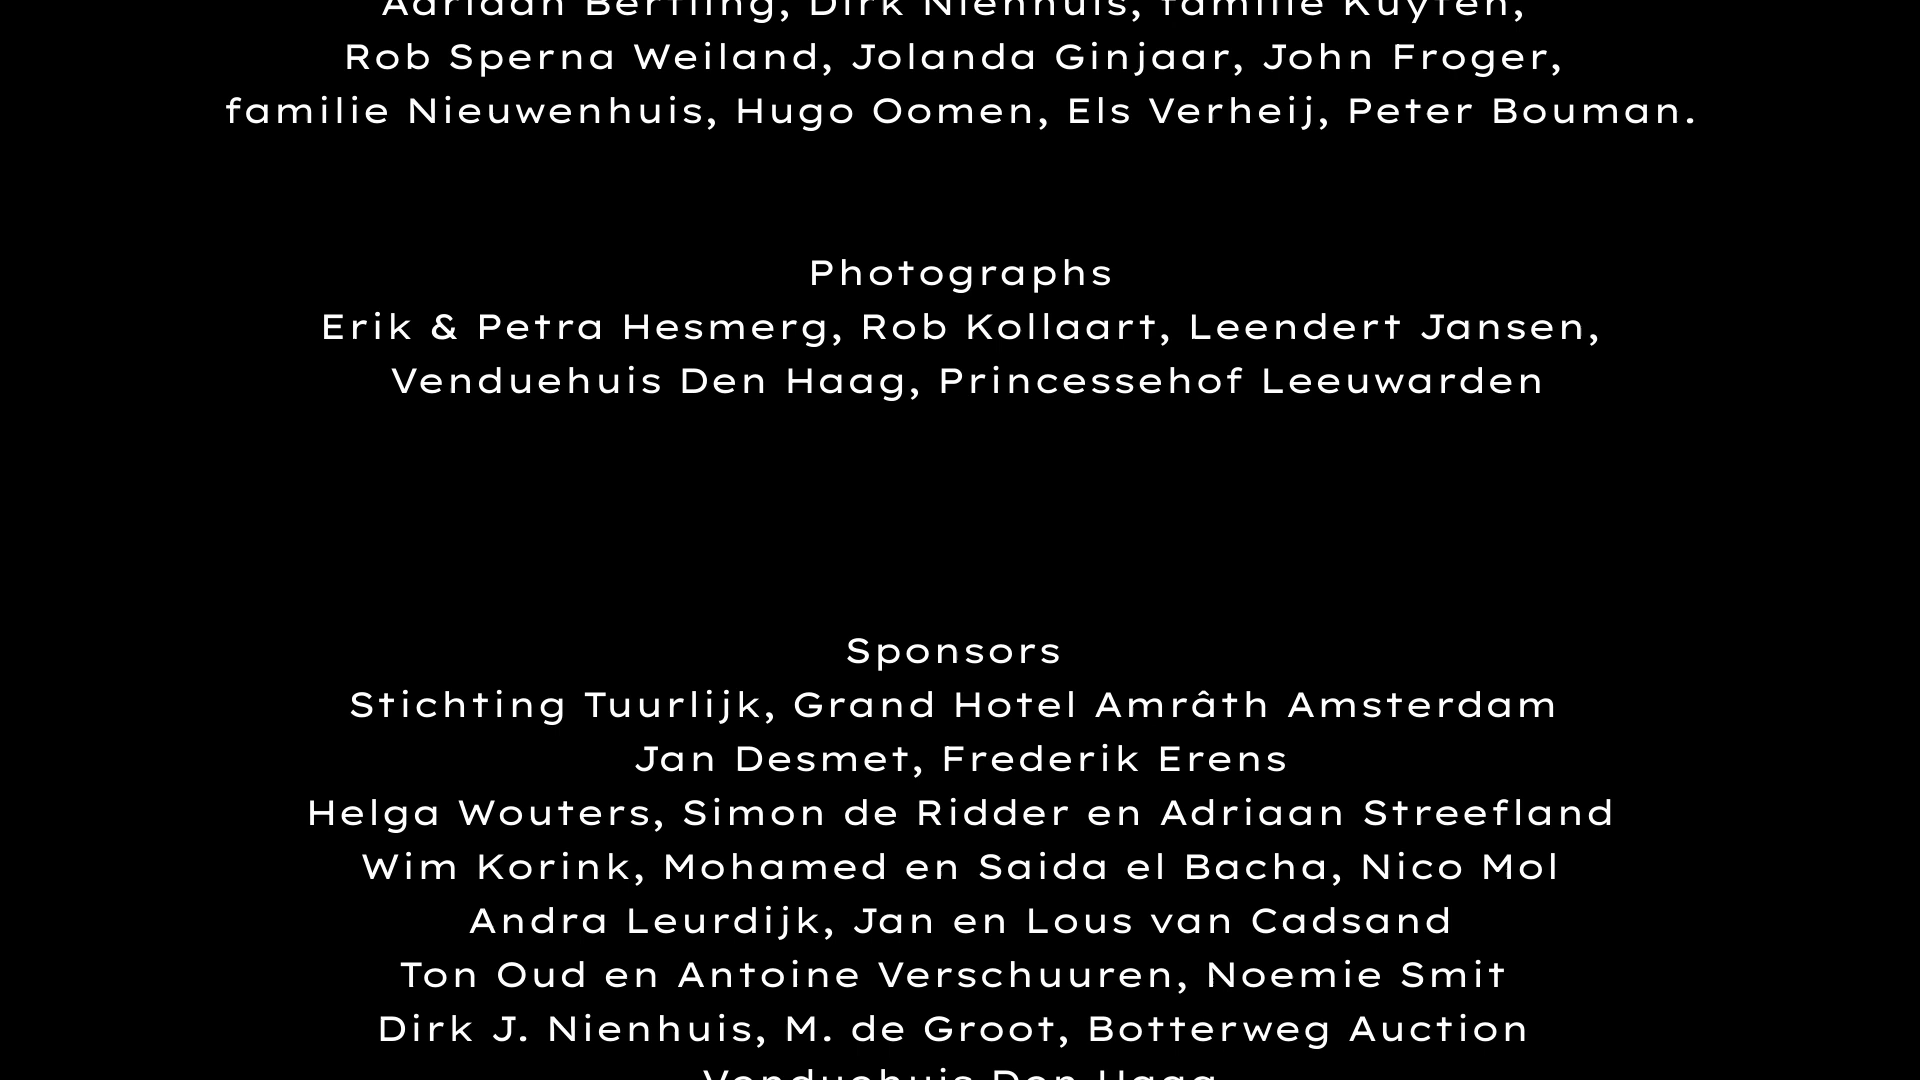 Adriaan Bertling, Dirk Nienhuis, familie Kuyten,
Rob Sperna Weiland, Jolanda Ginjaar, John Froger,
familie Nieuwenhuis, Hugo Oomen, Els Verheij, Peter Bouman.
Photographs
Erik & Petra Hesmerg, Rob Kollaart, Leendert Jansen,
Venduehuis Den Haag, Princessehof Leeuwarden
Sponsors
Stichting Tuurlijk, Grand Hotel Amrâth Amsterdam
Jan Desmet, Frederik Erens
Helga Wouters, Simon de Ridder en Adriaan Streefland
Wim Korink, Mohamed en Saida el Bacha, Nico Mol
Andra Leurdijk, Jan en Lous van Cadsand
Ton Oud en Antoine Verschuuren, Noemie Smit
Dirk J. Nienhuis, M. de Groot, Botterweg Auction
Venduehuis Den Haag